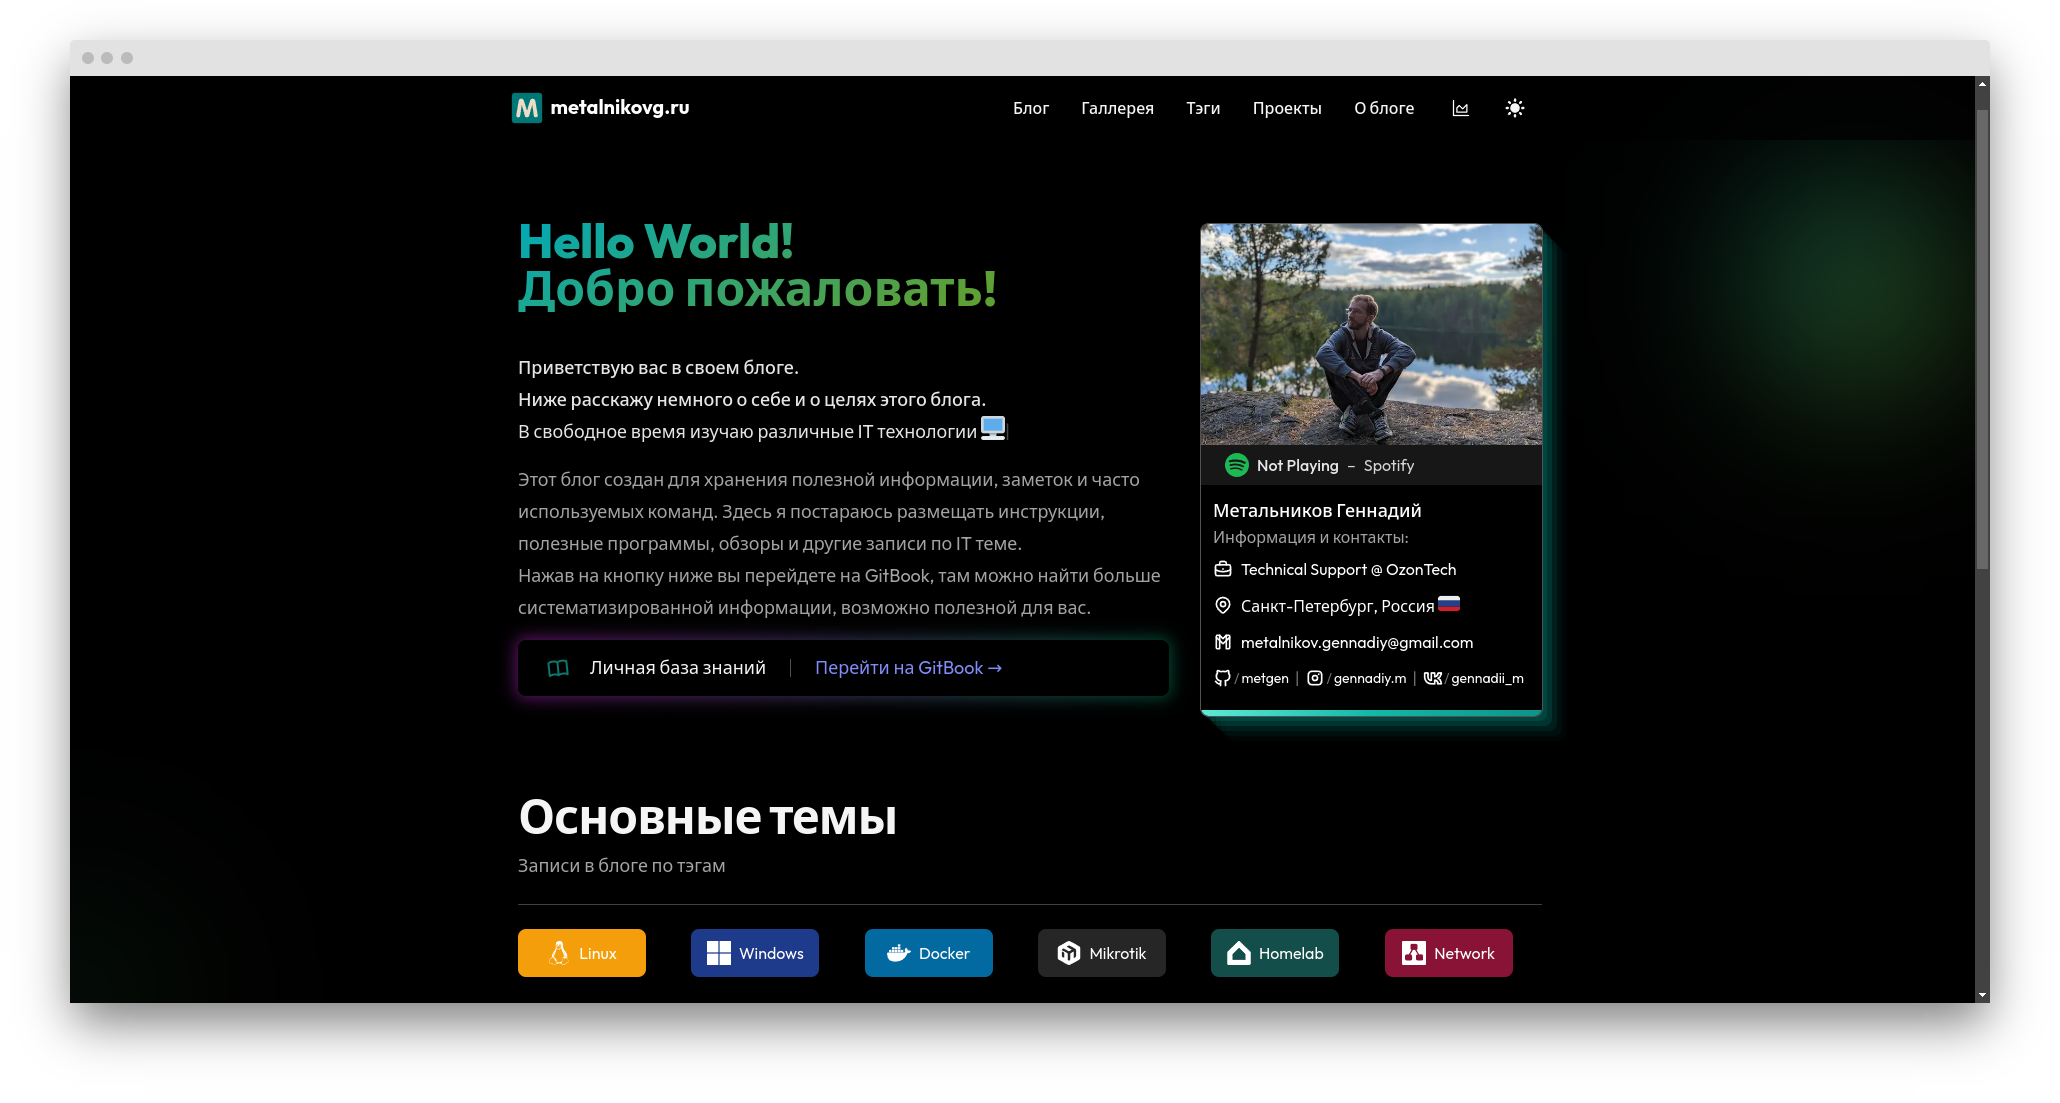 metalnikovg.ru
Блог
Галлерея
Тэги
Проекты
О блоге
Hello World!
Добро пожаловать!
Приветствую вас в своем блоге.
Ниже расскажу немного о себе и о целях этого блога.
В свободное время изучаю различные IT технологии
Этот блог создан для хранения полезной информации, заметок и часто
используемых команд. Здесь я постараюсь размещать инструкции,
полезные программы, обзоры и другие записи по IT теме.
Нажав на кнопку ниже вы перейдете на GitBook, там можно найти больше
систематизированной информации, возможно полезной для вас.
Личная база знаний | Перейти на GitBook →
Not Playing – Spotify
Метальников Геннадий
Информация и контакты:
Technical Support @ OzonTech
Санкт-Петербург, Россия
metalnikov.gennadiy@gmail.com
/ metgen | / gennadiy.m | / gennadii_m
Основные темы
Записи в блоге по тэгам
Linux
Windows
Docker
Mikrotik
Homelab
Network